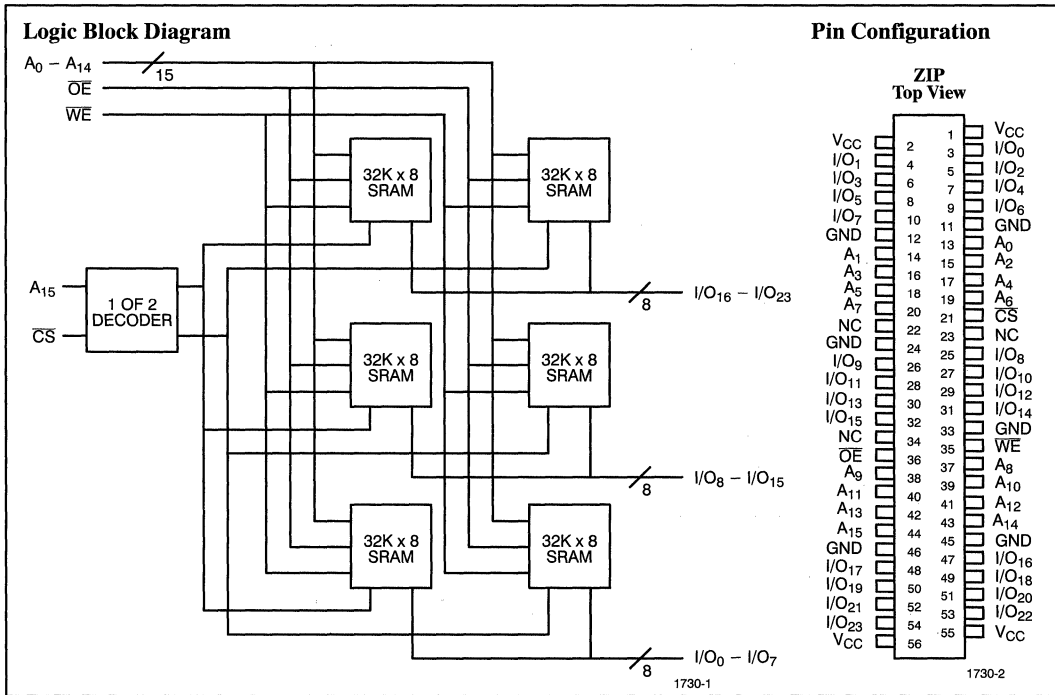 Logic Block Diagram
A0 – A14
15
OE
WE
32K x 8
SRAM
32K x 8
SRAM
8
I/O16 – I/O23
A15
CS
1 OF 2
DECODER
32K x 8
SRAM
32K x 8
SRAM
8
I/O8 – I/O15
32K x 8
SRAM
32K x 8
SRAM
8
I/O0 – I/O7
1730-1
Pin Configuration
ZIP
Top View
1 VCC
VCC 2
3 I/O0
I/O1 4
5 I/O2
I/O3 6
7 I/O4
I/O5 8
9 I/O6
I/O7 10
11 GND
GND 12
13 A0
A1 14
15 A2
A3 16
17 A4
A5 18
19 A6
A7 20
21 CS
NC 22
23 NC
GND 24
25 I/O8
I/O9 26
27 I/O10
I/O11 28
29 I/O12
I/O13 30
31 I/O14
I/O15 32
33 GND
NC 34
35 WE
OE 36
37 A8
A9 38
39 A10
A11 40
41 A12
A13 42
43 A14
A15 44
45 GND
GND 46
47 I/O16
I/O17 48
49 I/O18
I/O19 50
51 I/O20
I/O21 52
53 I/O22
I/O23 54
55 VCC
VCC 56
1730-2